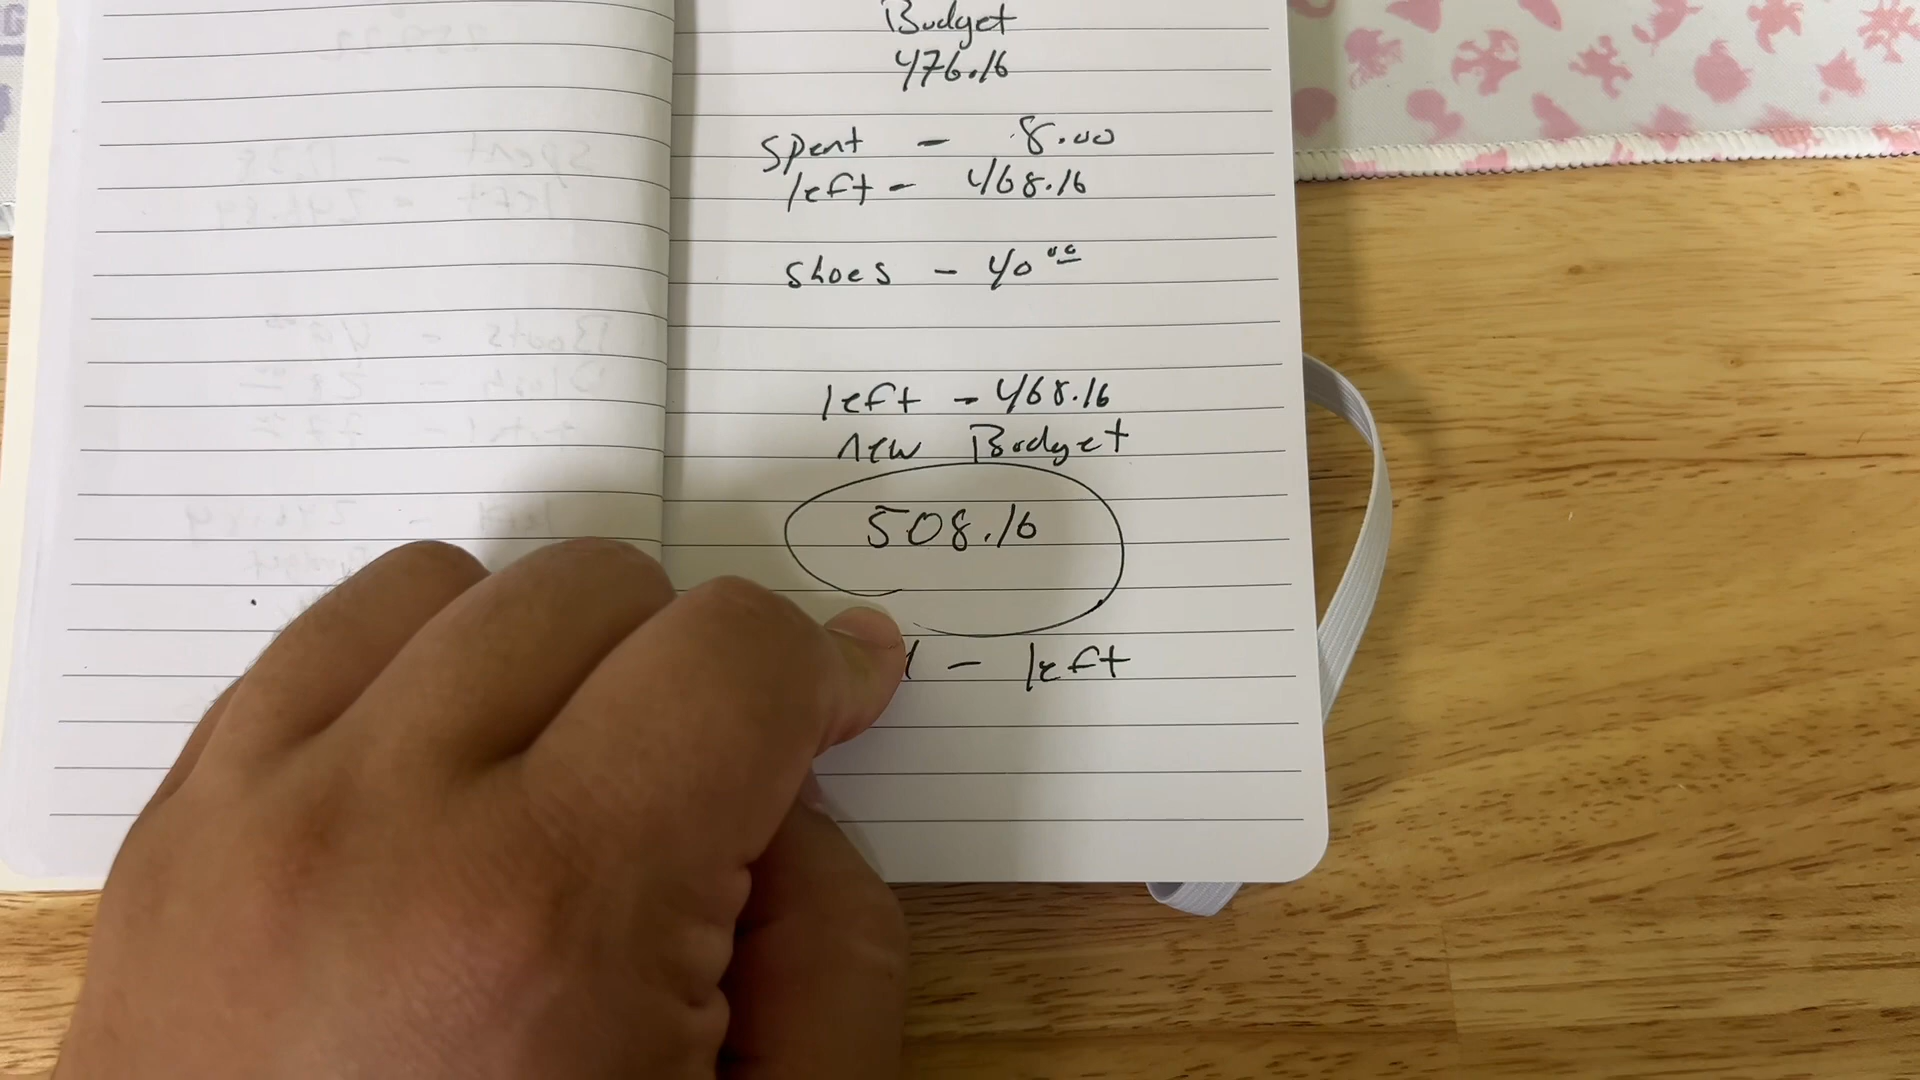 Budget
476.16
spent - 8.00
left - 468.16
shoes - 40 00
left - 468.16
new Budget
508.16
- left